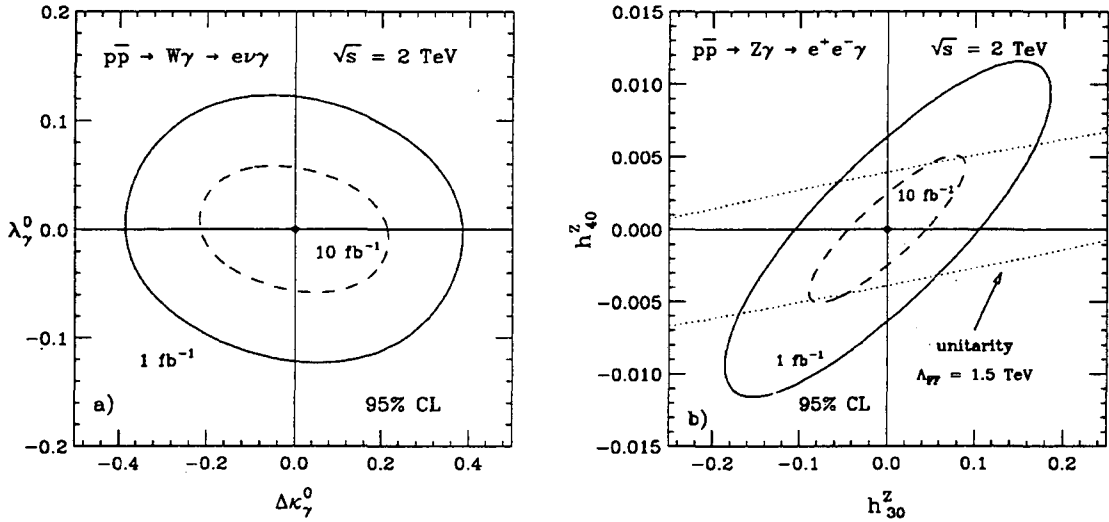 pp̅ → Wγ → eνγ √s = 2 TeV
0.2
0.1
0.0
−0.1
−0.2
λ⁰_γ
10 fb⁻¹
1 fb⁻¹
a) 95% CL
−0.4 −0.2 0.0 0.2 0.4
Δκ⁰_γ
pp̅ → Zγ → e⁺e⁻γ √s = 2 TeV
0.015
0.010
0.005
0.000
−0.005
−0.010
−0.015
h^Z_40
10 fb⁻¹
1 fb⁻¹
unitarity
Λ_FF = 1.5 TeV
b) 95% CL
−0.2 −0.1 0.0 0.1 0.2
h^Z_30